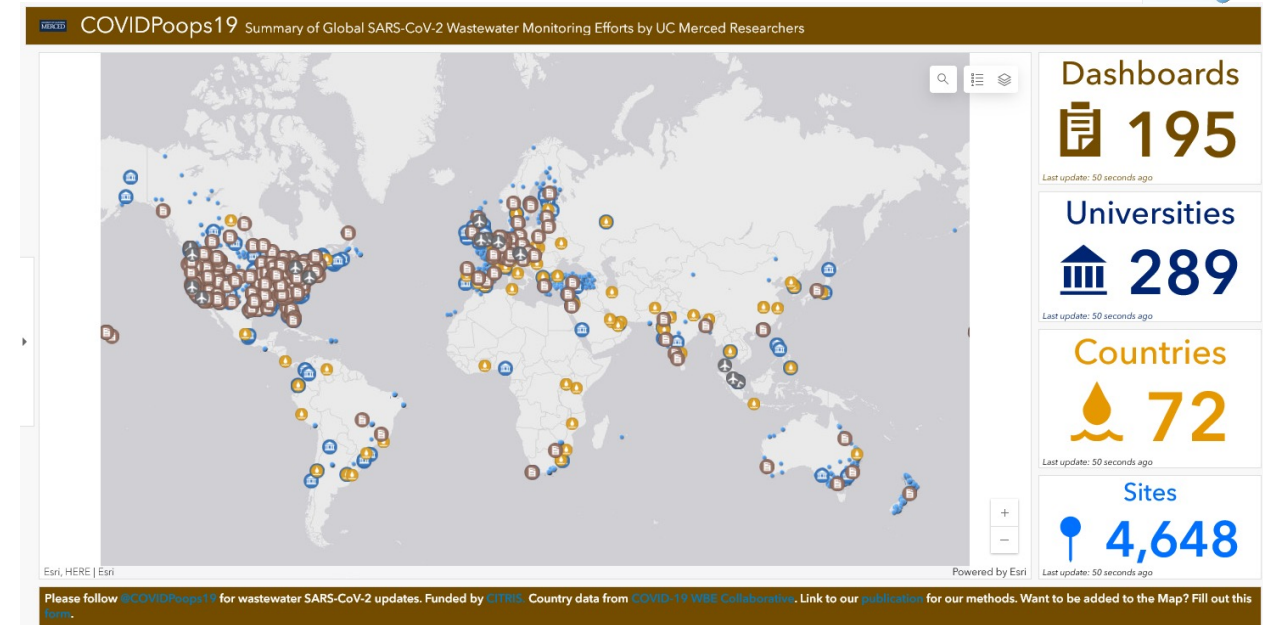 MERCED
COVIDPoops19 Summary of Global SARS-CoV-2 Wastewater Monitoring Efforts by UC Merced Researchers
Dashboards
195
Last update: 50 seconds ago
Universities
289
Last update: 50 seconds ago
Countries
72
Last update: 50 seconds ago
Sites
4,648
Last update: 50 seconds ago
Esri, HERE | Esri
Powered by Esri
Please follow @COVIDPoops19 for wastewater SARS-CoV-2 updates. Funded by CITRIS. Country data from COVID-19 WBE Collaborative. Link to our publication for our methods. Want to be added to the Map? Fill out this
form.